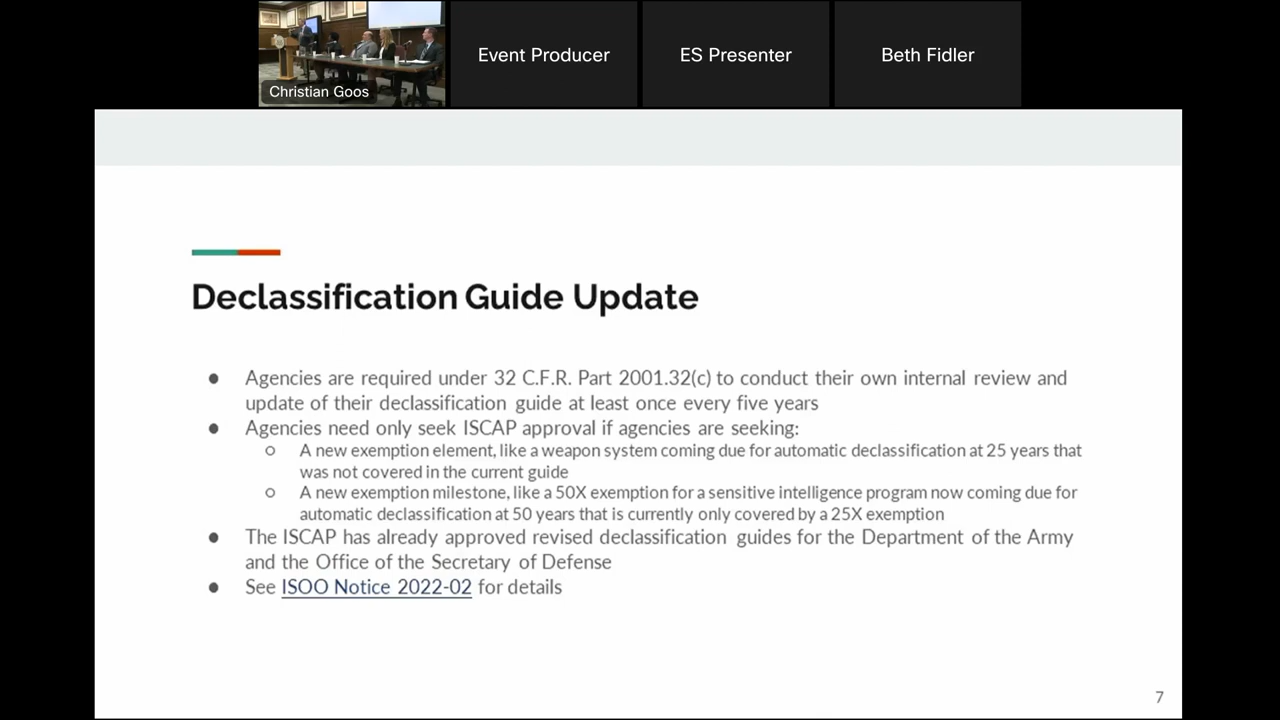 Christian Goos
Event Producer
ES Presenter
Beth Fidler
Declassification Guide Update
● Agencies are required under 32 C.F.R. Part 2001.32(c) to conduct their own internal review and
update of their declassification guide at least once every five years
● Agencies need only seek ISCAP approval if agencies are seeking:
○ A new exemption element, like a weapon system coming due for automatic declassification at 25 years that
was not covered in the current guide
○ A new exemption milestone, like a 50X exemption for a sensitive intelligence program now coming due for
automatic declassification at 50 years that is currently only covered by a 25X exemption
● The ISCAP has already approved revised declassification guides for the Department of the Army
and the Office of the Secretary of Defense
● See ISOO Notice 2022-02 for details
7